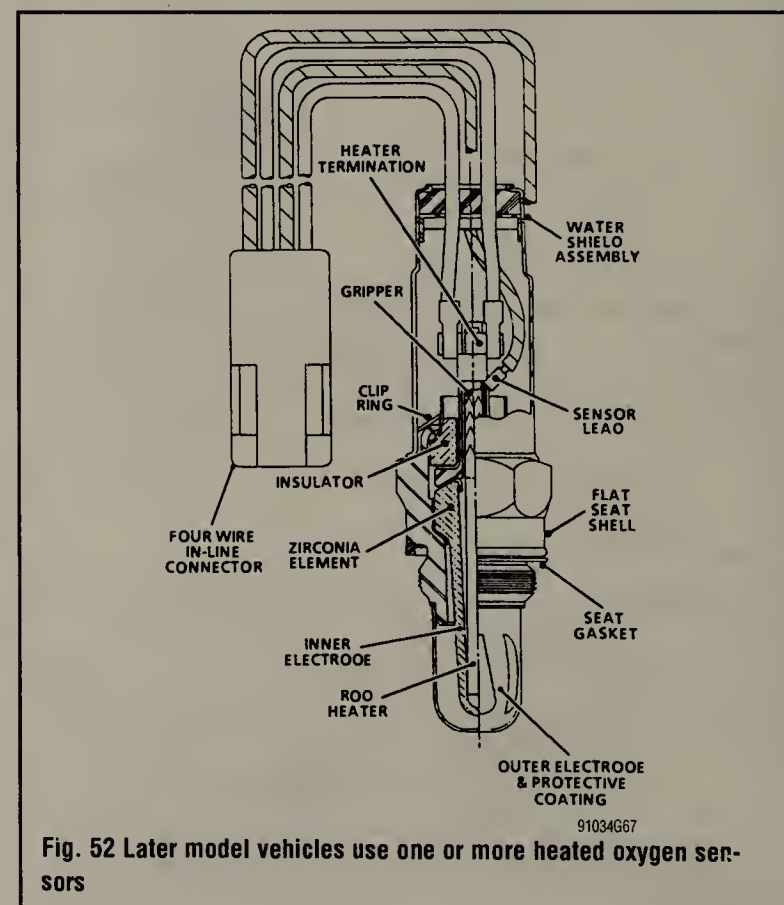 HEATER
TERMINATION
WATER
SHIELO
ASSEMBLY
GRIPPER
CLIP
RING
SENSOR
LEAO
INSULATOR
FLAT
SEAT
SHELL
FOUR WIRE
IN-LINE
CONNECTOR
ZIRCONIA
ELEMENT
SEAT
GASKET
INNER
ELECTROOE
ROO
HEATER
OUTER ELECTROOE
& PROTECTIVE
COATING
91034G67
Fig. 52 Later model vehicles use one or more heated oxygen sen-
sors